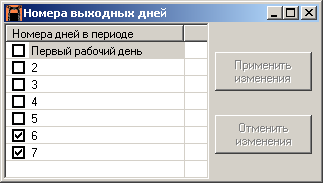 Номера выходных дней
Номера дней в периоде
Первый рабочий день
2
3
4
5
6
7
Применить
изменения
Отменить
изменения